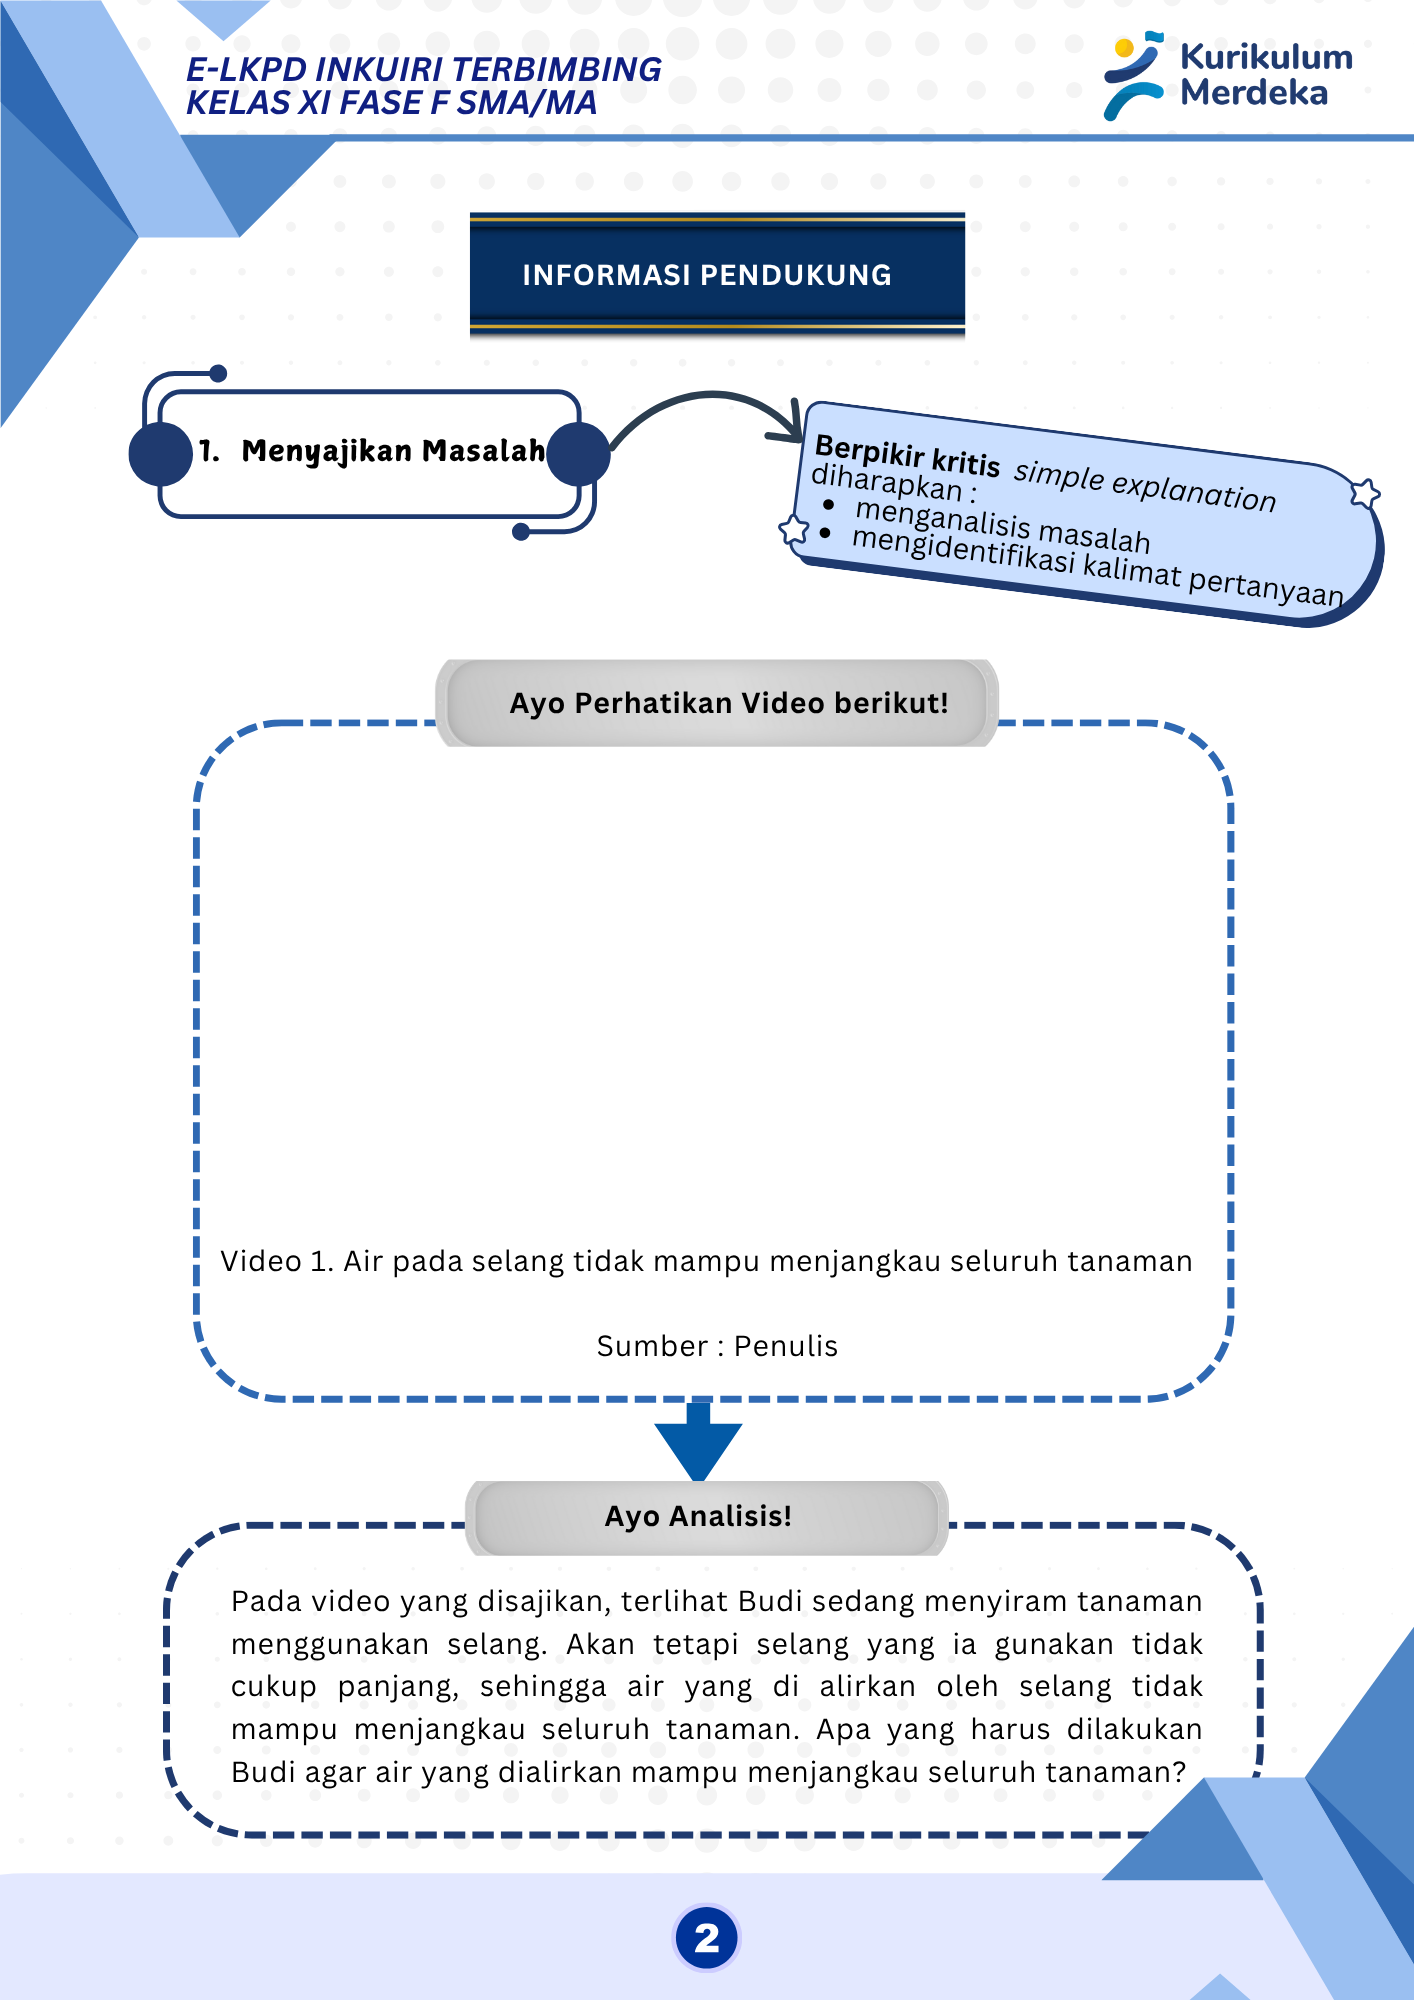 E-LKPD INKUIRI TERBIMBING
KELAS XI FASE F SMA/MA
Kurikulum
Merdeka
INFORMASI PENDUKUNG
1. Menyajikan Masalah
Berpikir kritis simple explanation
diharapkan :
• menganalisis masalah
• mengidentifikasi kalimat pertanyaan
Ayo Perhatikan Video berikut!
Video 1. Air pada selang tidak mampu menjangkau seluruh tanaman
Sumber : Penulis
Ayo Analisis!
Pada video yang disajikan, terlihat Budi sedang menyiram tanaman
menggunakan selang. Akan tetapi selang yang ia gunakan tidak
cukup panjang, sehingga air yang di alirkan oleh selang tidak
mampu menjangkau seluruh tanaman. Apa yang harus dilakukan
Budi agar air yang dialirkan mampu menjangkau seluruh tanaman?
2